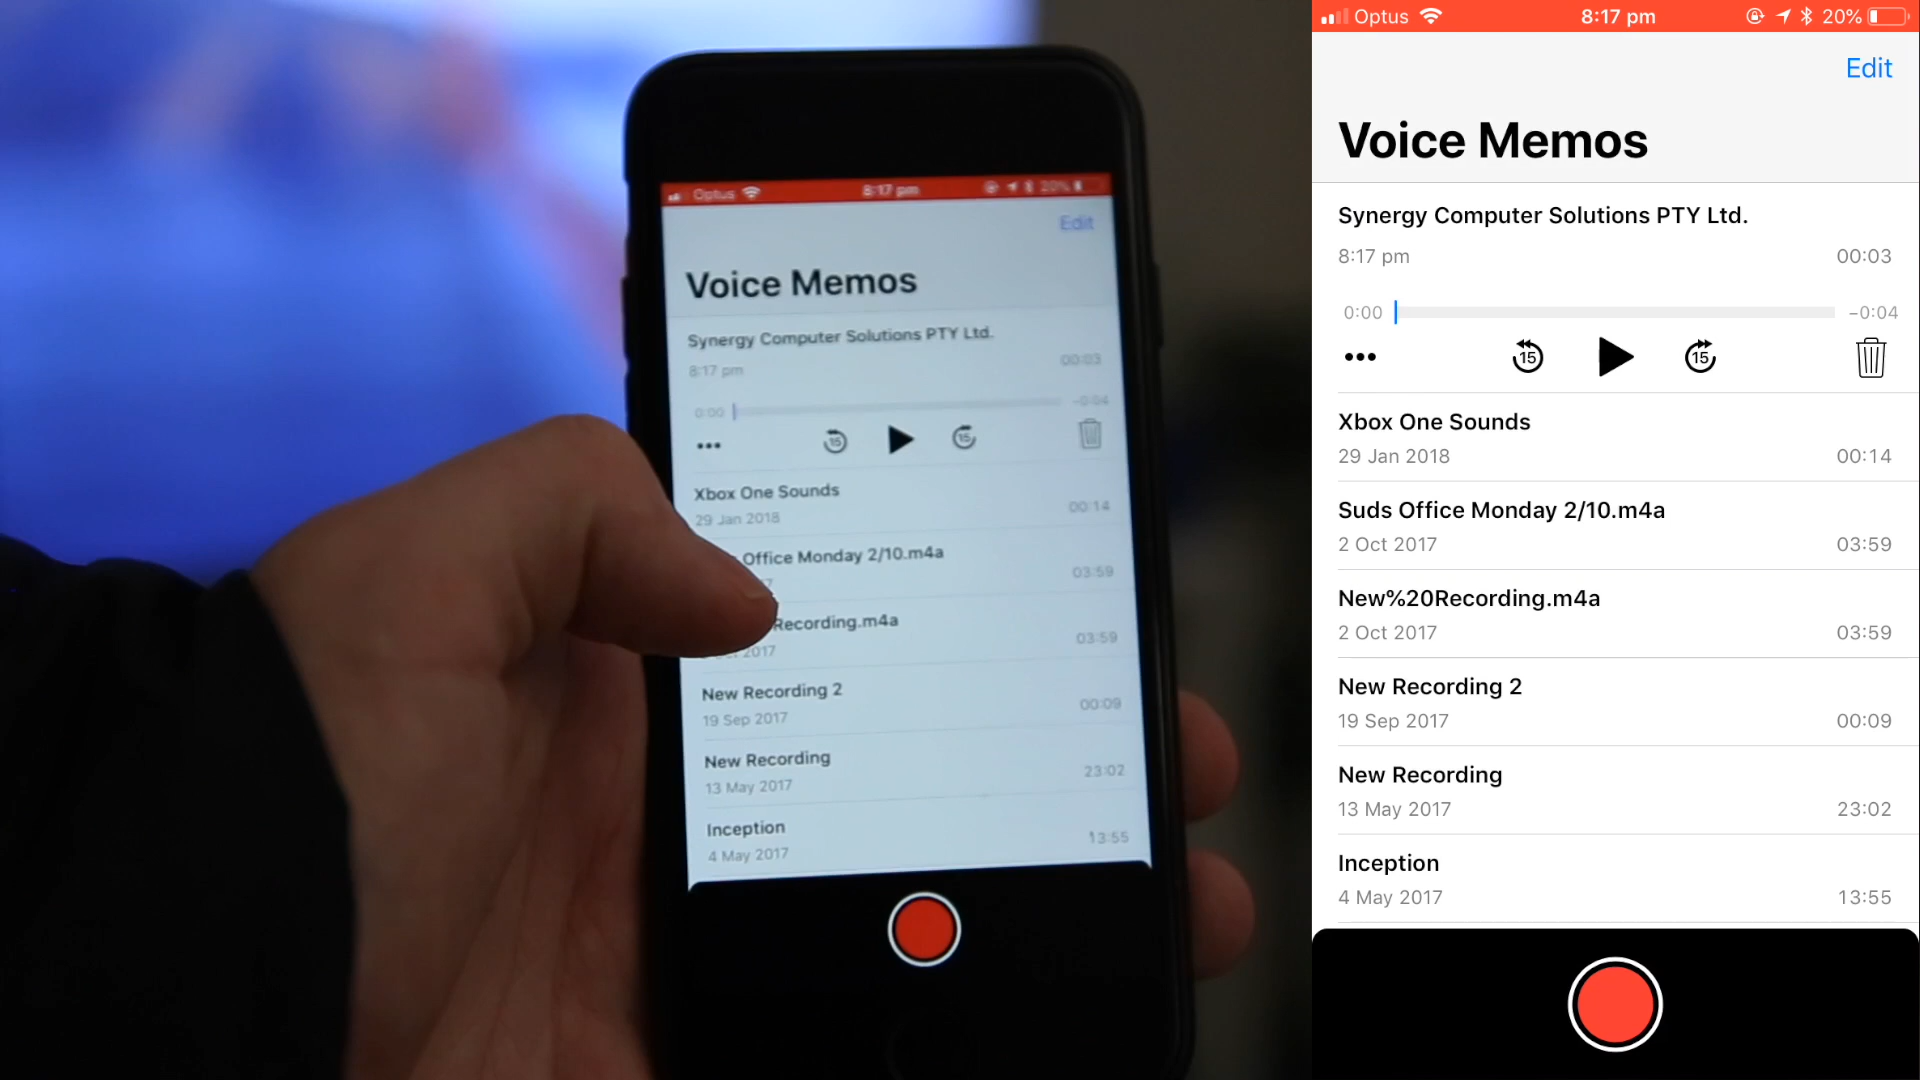 Optus 8:17 pm 20%
Edit
Voice Memos
Synergy Computer Solutions PTY Ltd.
8:17 pm 00:03
0:00 -0:04
15 15
Xbox One Sounds
29 Jan 2018 00:14
Office Monday 2/10.m4a
03:59
Recording.m4a
2017 03:59
New Recording 2
19 Sep 2017 00:09
New Recording
13 May 2017 23:02
Inception
4 May 2017 13:55
Optus 8:17 pm 20%
Edit
Voice Memos
Synergy Computer Solutions PTY Ltd.
8:17 pm 00:03
0:00 −0:04
15 15
Xbox One Sounds
29 Jan 2018 00:14
Suds Office Monday 2/10.m4a
2 Oct 2017 03:59
New%20Recording.m4a
2 Oct 2017 03:59
New Recording 2
19 Sep 2017 00:09
New Recording
13 May 2017 23:02
Inception
4 May 2017 13:55